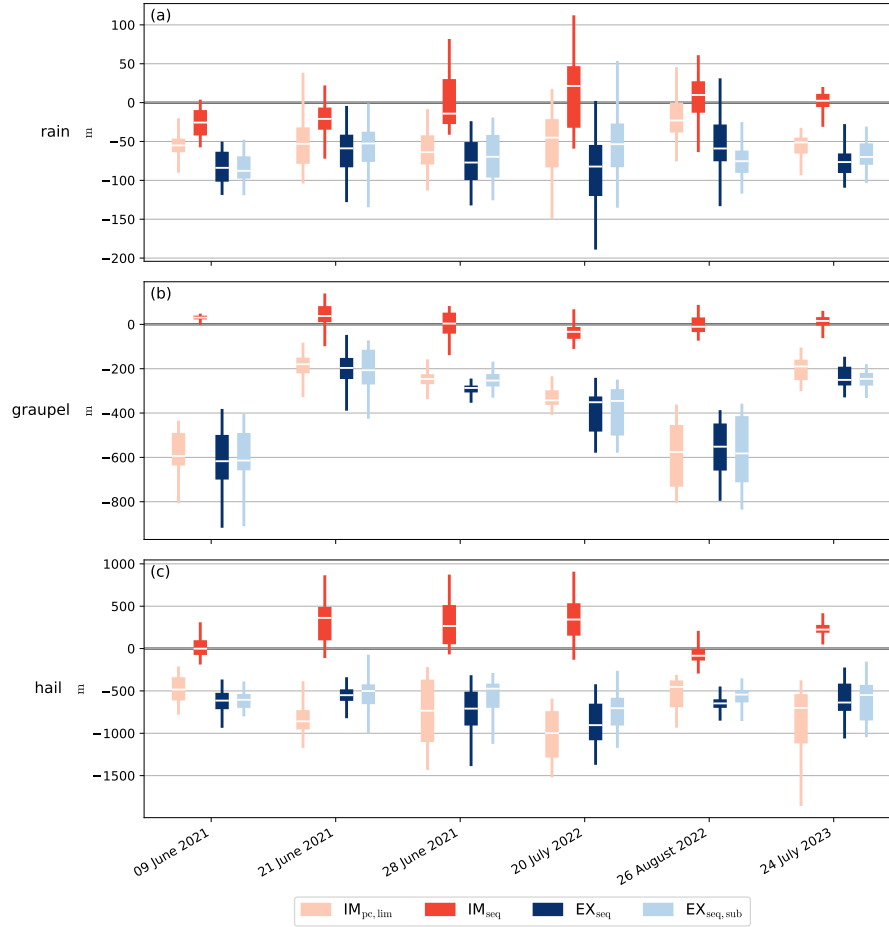 (a)
100
50
0
−50
−100
−150
−200
rain
m
(b)
0
−200
−400
−600
−800
graupel
m
(c)
1000
500
0
−500
−1000
−1500
hail
m
09 June 2021
21 June 2021
28 June 2021
20 July 2022
26 August 2022
24 July 2023
IMpc, lim IMseq EXseq EXseq, sub